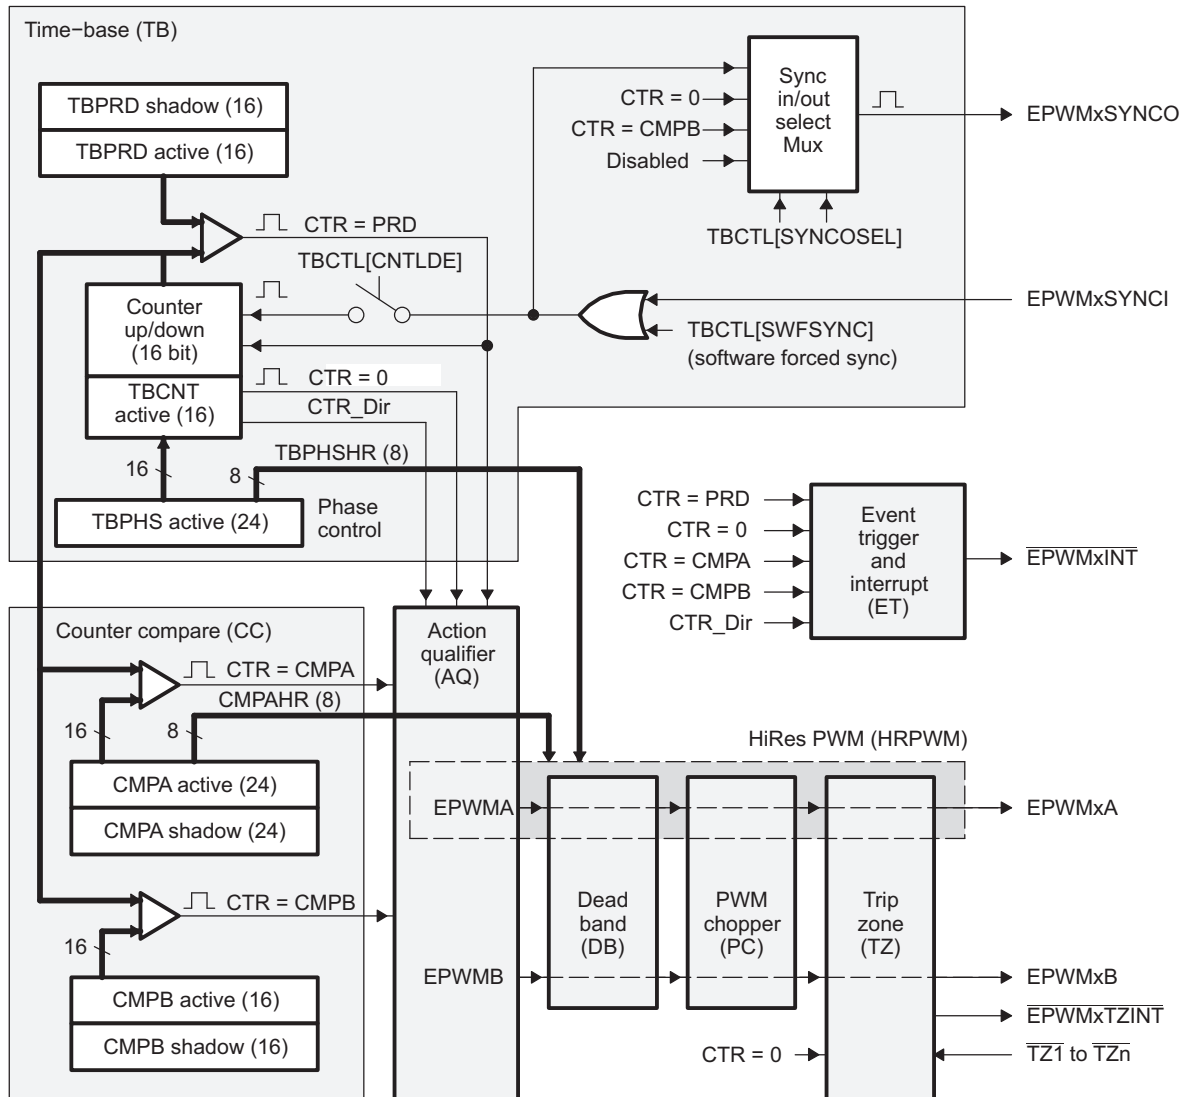 Time−base (TB)
TBPRD shadow (16)
TBPRD active (16)
CTR = PRD
TBCTL[CNTLDE]
Counter
up/down
(16 bit)
TBCNT
active (16)
CTR = 0
CTR_Dir
16
8
TBPHSHR (8)
TBPHS active (24)
Phase
control
CTR = 0
CTR = CMPB
Disabled
Sync
in/out
select
Mux
TBCTL[SYNCOSEL]
EPWMxSYNCO
EPWMxSYNCI
TBCTL[SWFSYNC]
(software forced sync)
CTR = PRD
CTR = 0
CTR = CMPA
CTR = CMPB
CTR_Dir
Event
trigger
and
interrupt
(ET)
EPWMxINT
Counter compare (CC)
CTR = CMPA
CMPAHR (8)
16
8
CMPA active (24)
CMPA shadow (24)
CTR = CMPB
16
CMPB active (16)
CMPB shadow (16)
Action
qualifier
(AQ)
HiRes PWM (HRPWM)
EPWMA
EPWMB
Dead
band
(DB)
PWM
chopper
(PC)
Trip
zone
(TZ)
CTR = 0
EPWMxA
EPWMxB
EPWMxTZINT
TZ1 to TZn